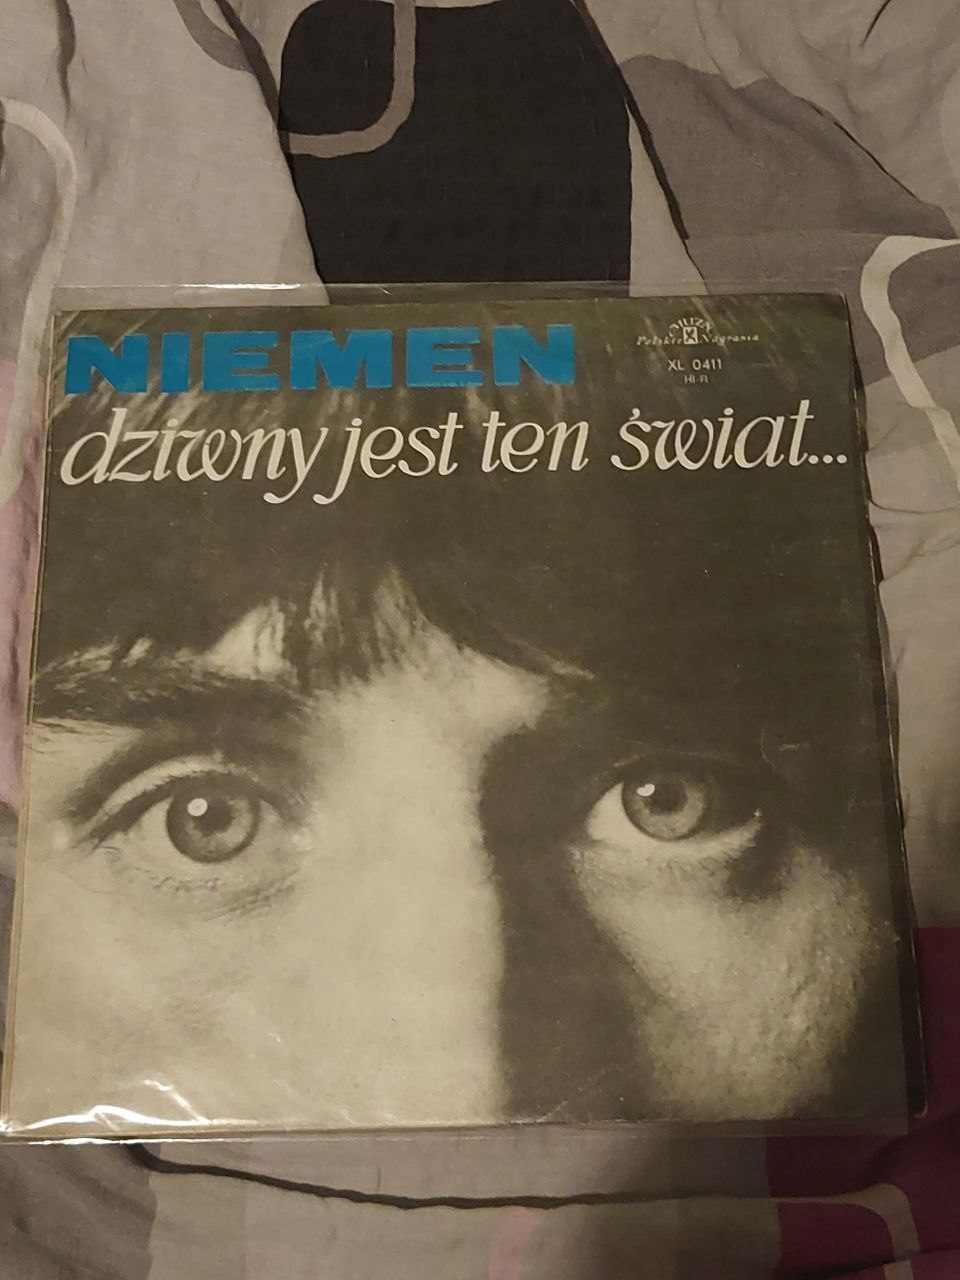 NIEMEN
MUZA
Polskie Nagrania
XL 0411
HI-FI
dziwny jest ten świat...